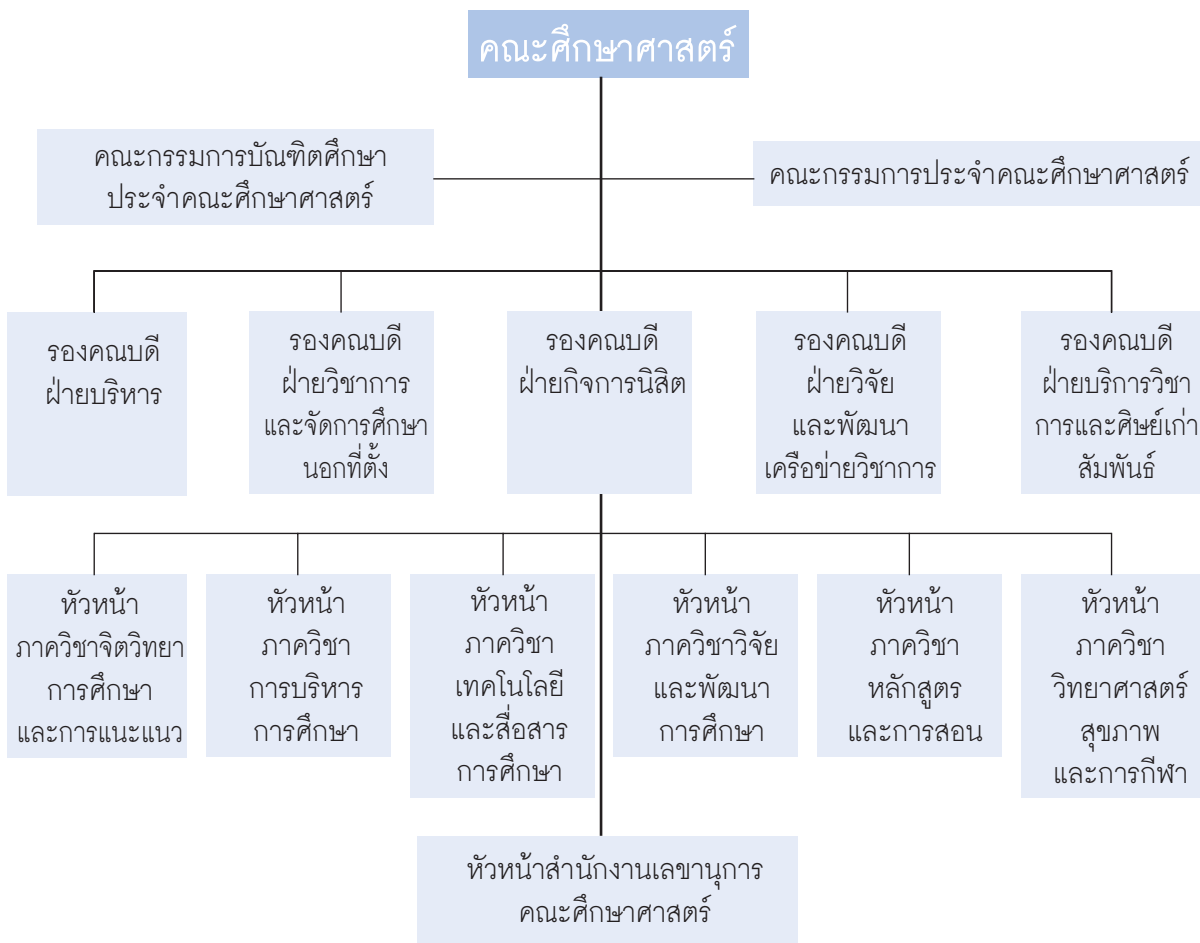 คณะศึกษาศาสตร์
คณะกรรมการบัณฑิตศึกษา
ประจำคณะศึกษาศาสตร์
คณะกรรมการประจำคณะศึกษาศาสตร์
รองคณบดี
ฝ่ายบริหาร
รองคณบดี
ฝ่ายวิชาการ
และจัดการศึกษา
นอกที่ตั้ง
รองคณบดี
ฝ่ายกิจการนิสิต
รองคณบดี
ฝ่ายวิจัย
และพัฒนา
เครือข่ายวิชาการ
รองคณบดี
ฝ่ายบริการวิชา
การและศิษย์เก่า
สัมพันธ์
หัวหน้า
ภาควิชาจิตวิทยา
การศึกษา
และการแนะแนว
หัวหน้า
ภาควิชา
การบริหาร
การศึกษา
หัวหน้า
ภาควิชา
เทคโนโลยี
และสื่อสาร
การศึกษา
หัวหน้า
ภาควิชาวิจัย
และพัฒนา
การศึกษา
หัวหน้า
ภาควิชา
หลักสูตร
และการสอน
หัวหน้า
ภาควิชา
วิทยาศาสตร์
สุขภาพ
และการกีฬา
หัวหน้าสำนักงานเลขานุการ
คณะศึกษาศาสตร์